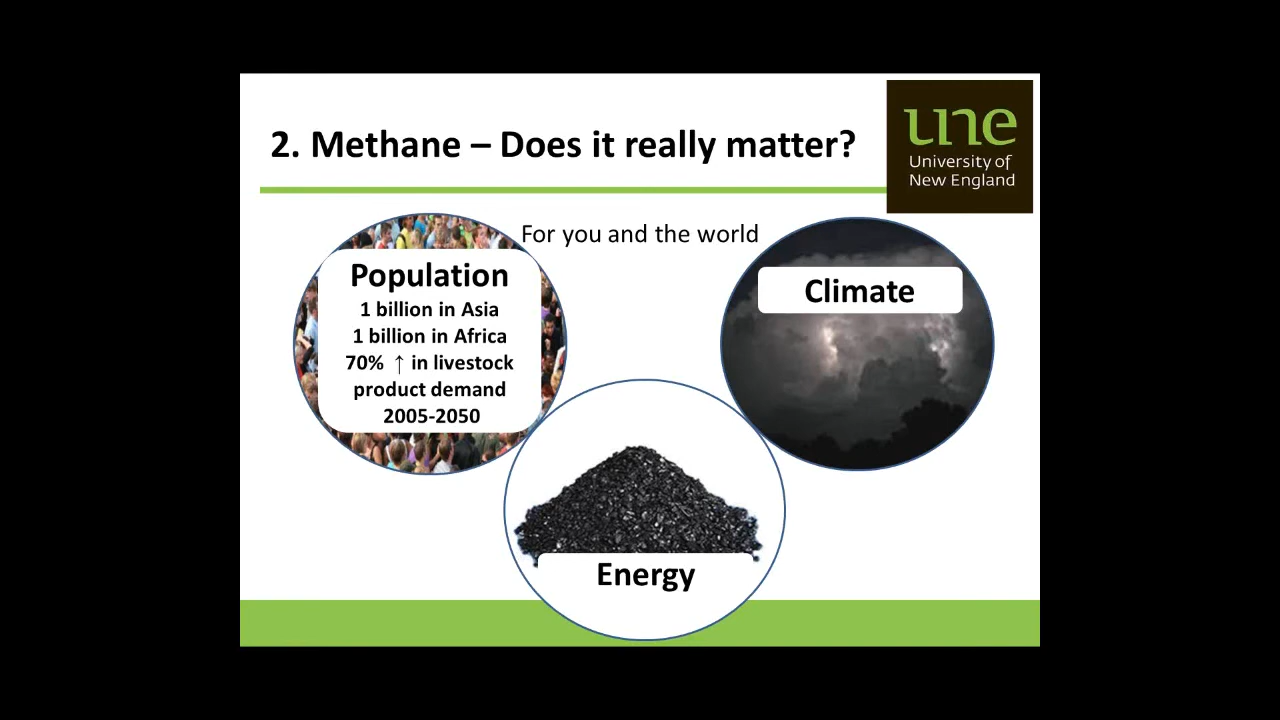 2. Methane – Does it really matter?
une
University of
New England
For you and the world
Population
1 billion in Asia
1 billion in Africa
70% ↑ in livestock
product demand
2005-2050
Climate
Energy